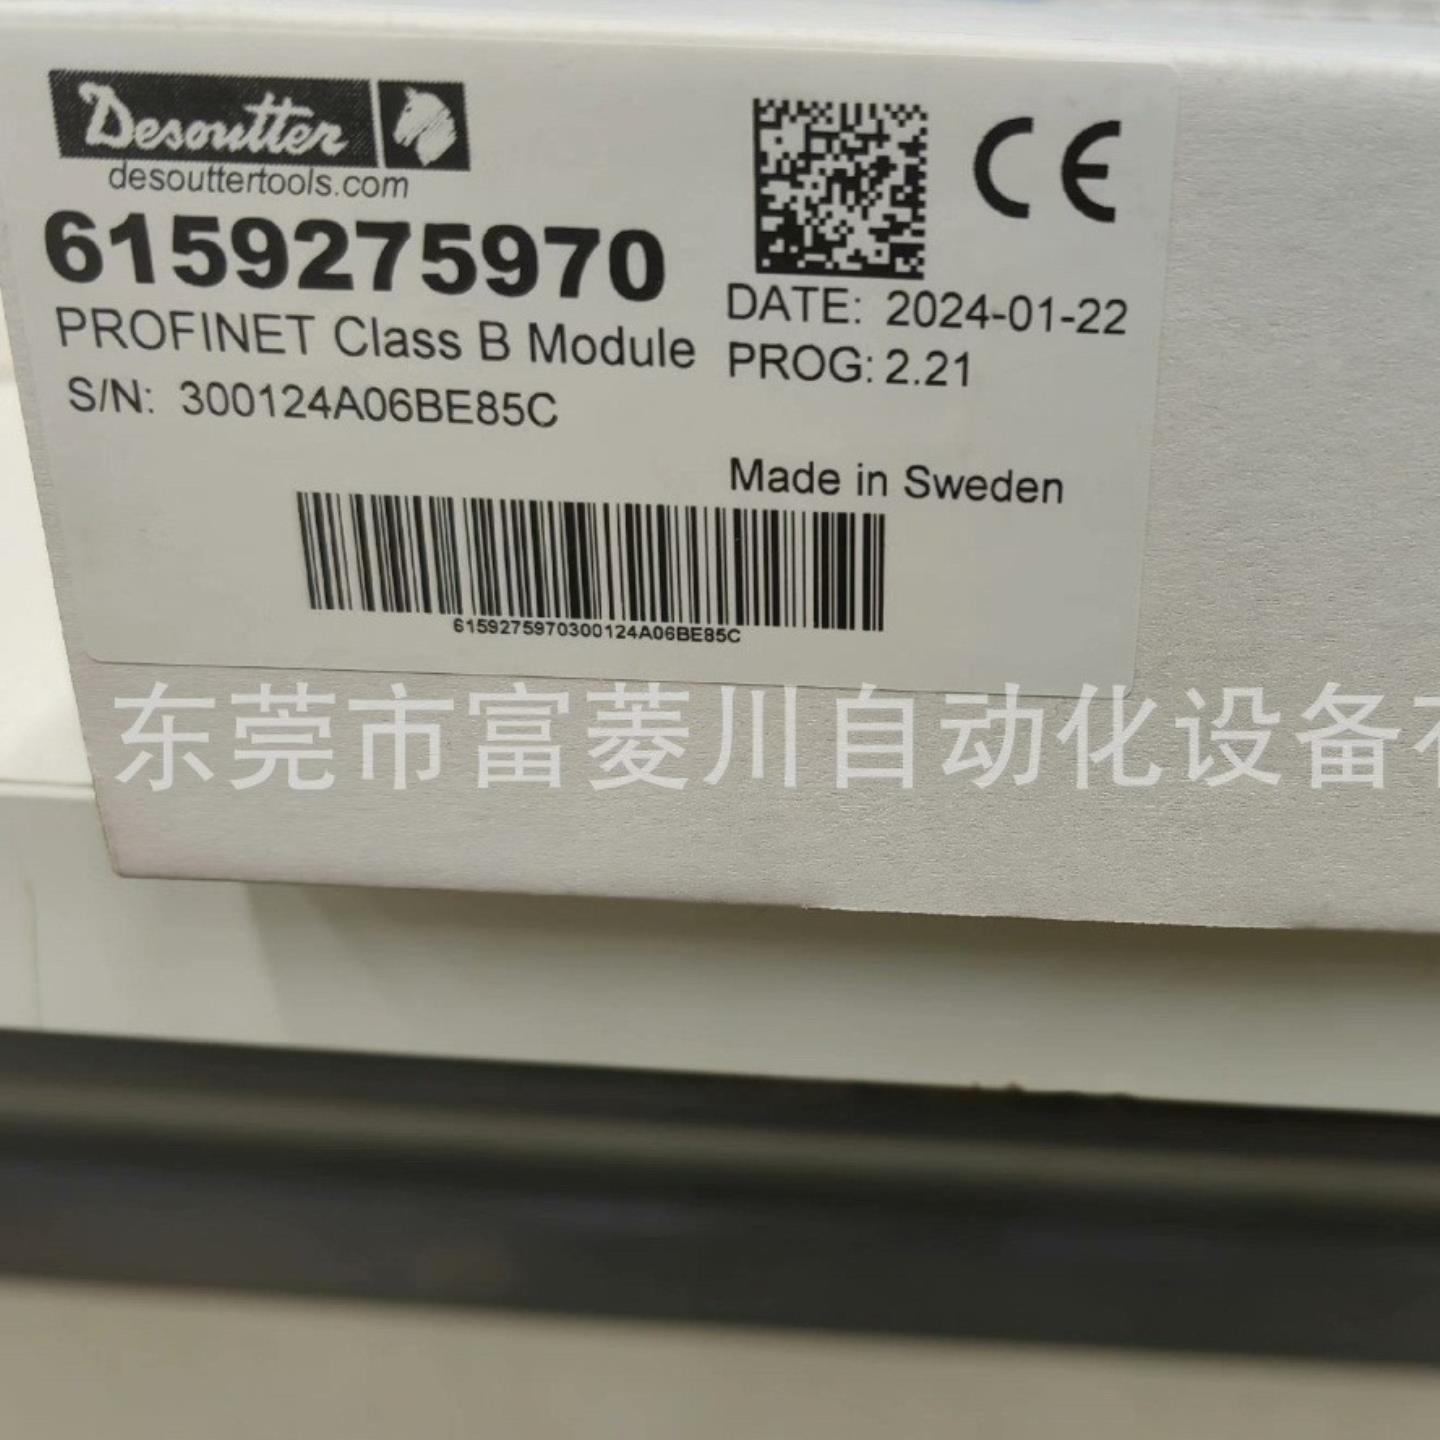 Desoutter
desouttertools.com
6159275970
PROFINET Class B Module
S/N: 300124A06BE85C
CE
DATE: 2024-01-22
PROG: 2.21
Made in Sweden
6159275970300124A06BE85C
东莞市富菱川自动化设备有